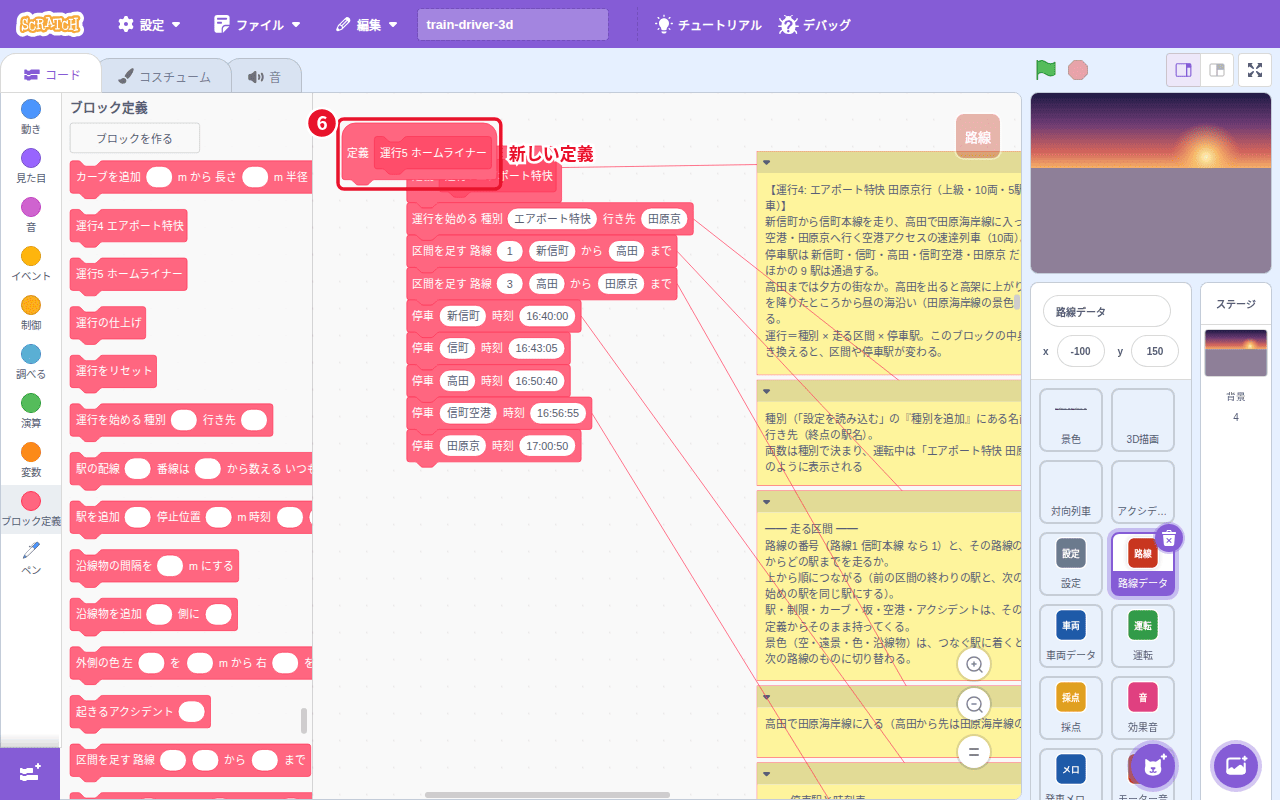 SCRATCH
設定
ファイル
編集
train-driver-3d
チュートリアル
デバッグ
コード
コスチューム
音
動き
見た目
音
イベント
制御
調べる
演算
変数
ブロック定義
ペン
ブロック定義
ブロックを作る
カーブを追加 m から 長さ m 半径
運行4 エアポート特快
運行5 ホームライナー
運行の仕上げ
運行をリセット
運行を始める 種別 行き先
駅の配線 番線は から数える いつも
駅を追加 停止位置 m 時刻
沿線物の間隔を m にする
沿線物を追加 側に
外側の色 左 を m から 右 を
起きるアクシデント
区間を足す 路線 から まで
6
定義 運行5 ホームライナー
新しい定義
ポート特快
運行を始める 種別 エアポート特快 行き先 田原京
区間を足す 路線 1 新信町 から 高田 まで
区間を足す 路線 3 高田 から 田原京 まで
停車 新信町 時刻 16:40:00
停車 信町 時刻 16:43:05
停車 高田 時刻 16:50:40
停車 信町空港 時刻 16:56:55
停車 田原京 時刻 17:00:50
路線
【運行4: エアポート特快 田原京行（上級・10両・5駅
車）】
新信町から信町本線を走り、高田で田原海岸線に入っ
空港・田原京へ行く空港アクセスの速達列車（10両）。
停車駅は 新信町・信町・高田・信町空港・田原京 だ
ほかの 9 駅は通過する。
高田までは夕方の街なか。高田を出ると高架に上がり
を降りたところから昼の海沿い（田原海岸線の景色
る。
運行＝種別 × 走る区間 × 停車駅。このブロックの中身
き換えると、区間や停車駅が変わる。
種別（「設定を読み込む」の『種別を追加』にある名前
行き先（終点の駅名）。
両数は種別で決まり、運転中は「エアポート特快 田原
のように表示される
━━ 走る区間 ━━
路線の番号（路線1 信町本線 なら 1）と、その路線の
からどの駅までを走るか。
上から順につながる（前の区間の終わりの駅と、次の
始めの駅を同じ駅にする）。
駅・制限・カーブ・坂・空港・アクシデントは、その
定義からそのまま持ってくる。
景色（空・遠景・色・沿線物）は、つなぐ駅に着くと
次の路線のものに切り替わる。
高田で田原海岸線に入る（高田から先は田原海岸線の
路線データ
x -100 y 150
景色
3D描画
対向列車
アクシデ...
設定
設定
路線
路線データ
車両
車両データ
運転
運転
採点
採点
音
効果音
メロ
発車メロ...
モーター音
ステージ
背景
4